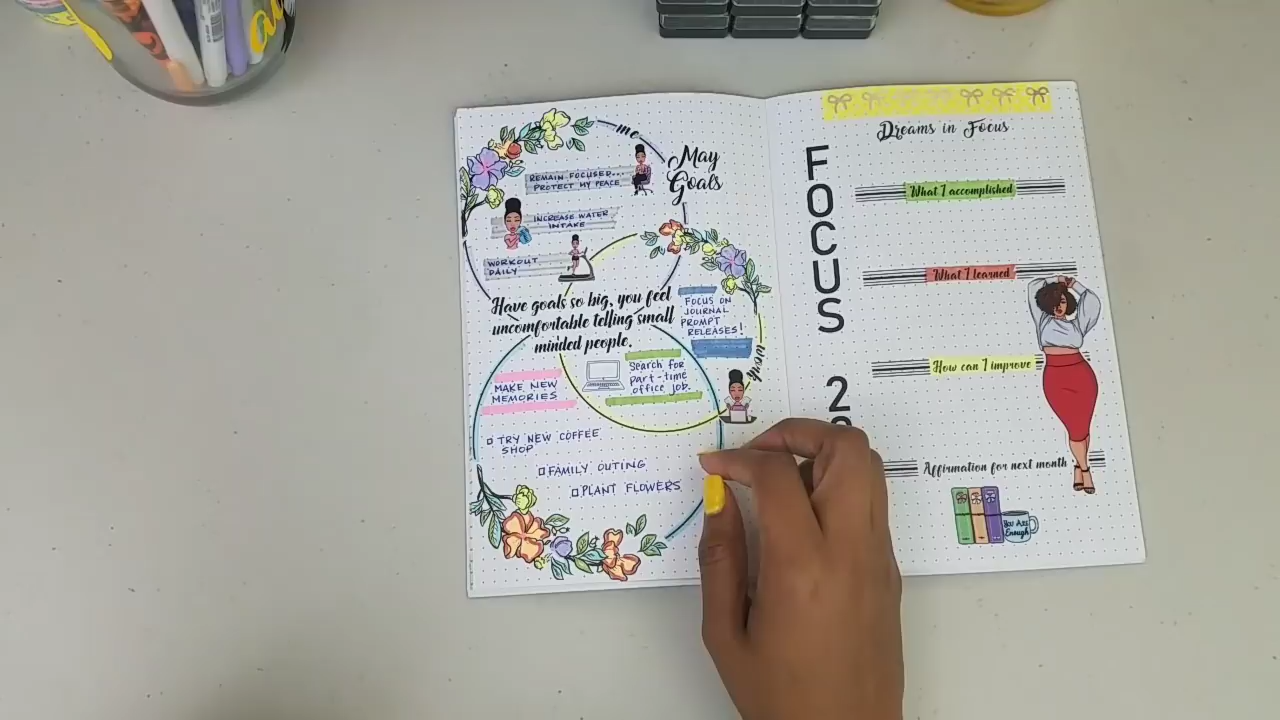 me
May
Goals
REMAIN FOCUSED...
PROTECT MY PEACE
INCREASE WATER
INTAKE
WORKOUT
DAILY
Have goals so big, you feel
uncomfortable telling small
minded people.
FOCUS ON
JOURNAL
PROMPT
RELEASES!
work
Search for
part-time
office job.
MAKE NEW
MEMORIES
TRY NEW COFFEE
SHOP
FAMILY OUTING
PLANT FLOWERS
Dreams in Focus
FOCUS 2
What I accomplished
What I learned
How can I improve
Affirmation for next month
You Are
Enough